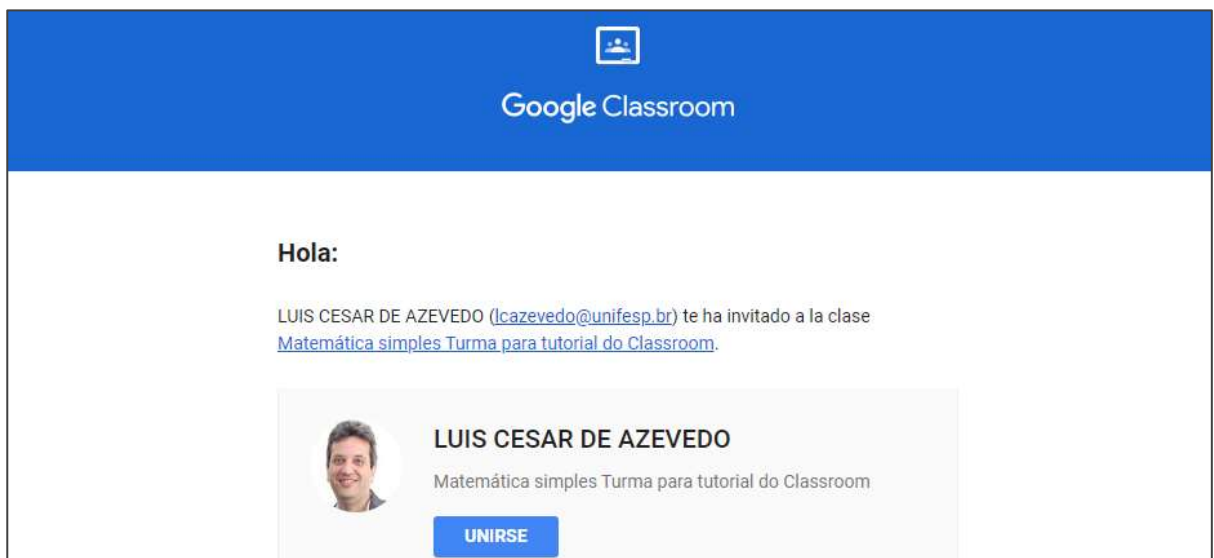 Google Classroom
Hola:
LUIS CESAR DE AZEVEDO (lcazevedo@unifesp.br) te ha invitado a la clase
Matemática simples Turma para tutorial do Classroom.
LUIS CESAR DE AZEVEDO
Matemática simples Turma para tutorial do Classroom
UNIRSE